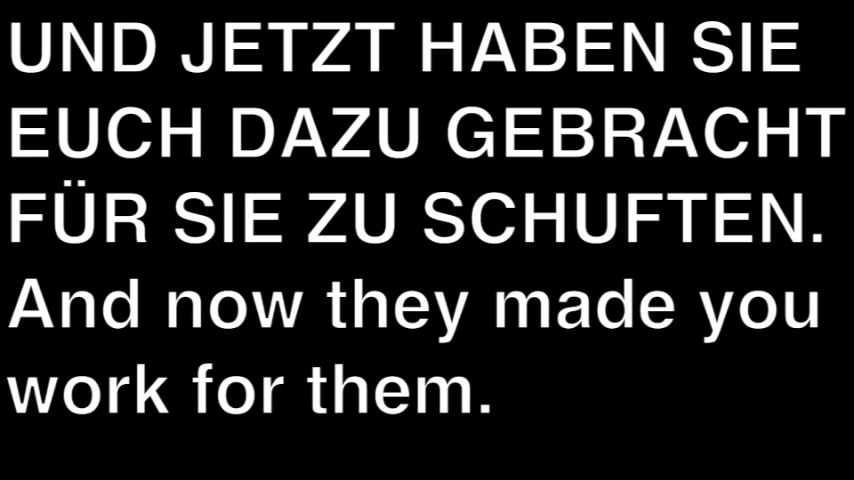 UND JETZT HABEN SIE
EUCH DAZU GEBRACHT
FÜR SIE ZU SCHUFTEN.
And now they made you
work for them.